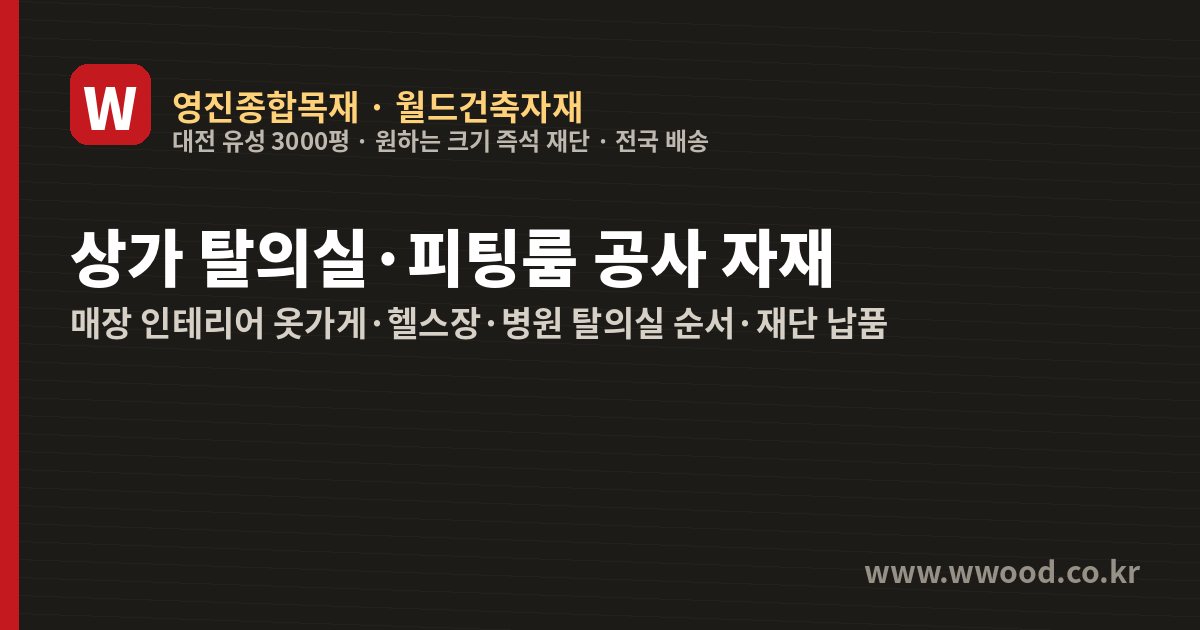 W
영진종합목재 · 월드건축자재
대전 유성 3000평 · 원하는 크기 즉석 재단 · 전국 배송
상가 탈의실·피팅룸 공사 자재
매장 인테리어 옷가게·헬스장·병원 탈의실 순서·재단 납품
www.wwood.co.kr